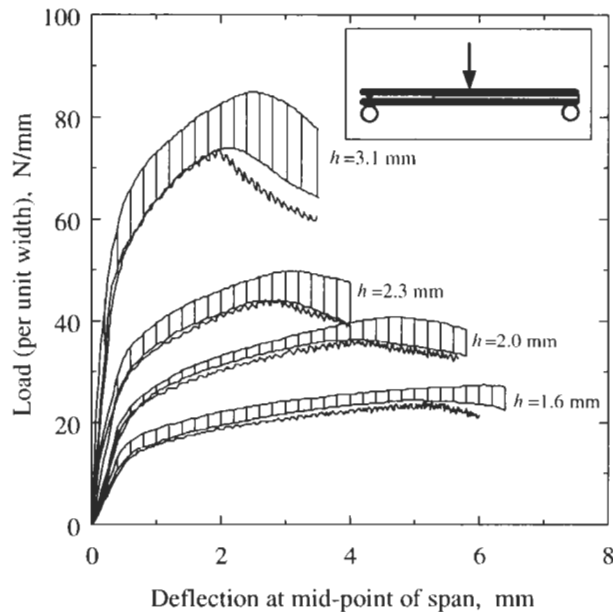 100
80
60
40
20
0
Load (per unit width), N/mm
h=3.1 mm
h=2.3 mm
h=2.0 mm
h=1.6 mm
0 2 4 6 8
Deflection at mid-point of span, mm